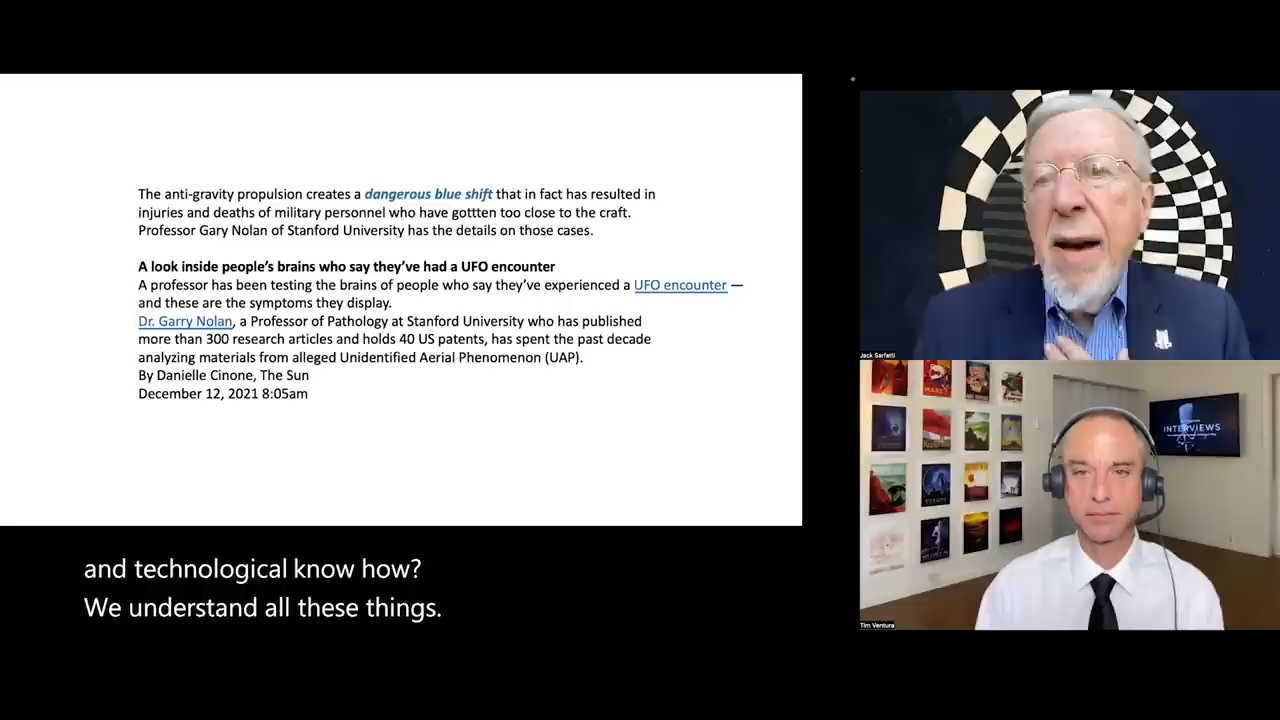 The anti-gravity propulsion creates a dangerous blue shift that in fact has resulted in
injuries and deaths of military personnel who have gottten too close to the craft.
Professor Gary Nolan of Stanford University has the details on those cases.
A look inside people's brains who say they've had a UFO encounter
A professor has been testing the brains of people who say they've experienced a UFO encounter —
and these are the symptoms they display.
Dr. Garry Nolan, a Professor of Pathology at Stanford University who has published
more than 300 research articles and holds 40 US patents, has spent the past decade
analyzing materials from alleged Unidentified Aerial Phenomenon (UAP).
By Danielle Cinone, The Sun
December 12, 2021 8:05am
Jack Sarfatti
INTERVIEWS
Tim Ventura
and technological know how?
We understand all these things.